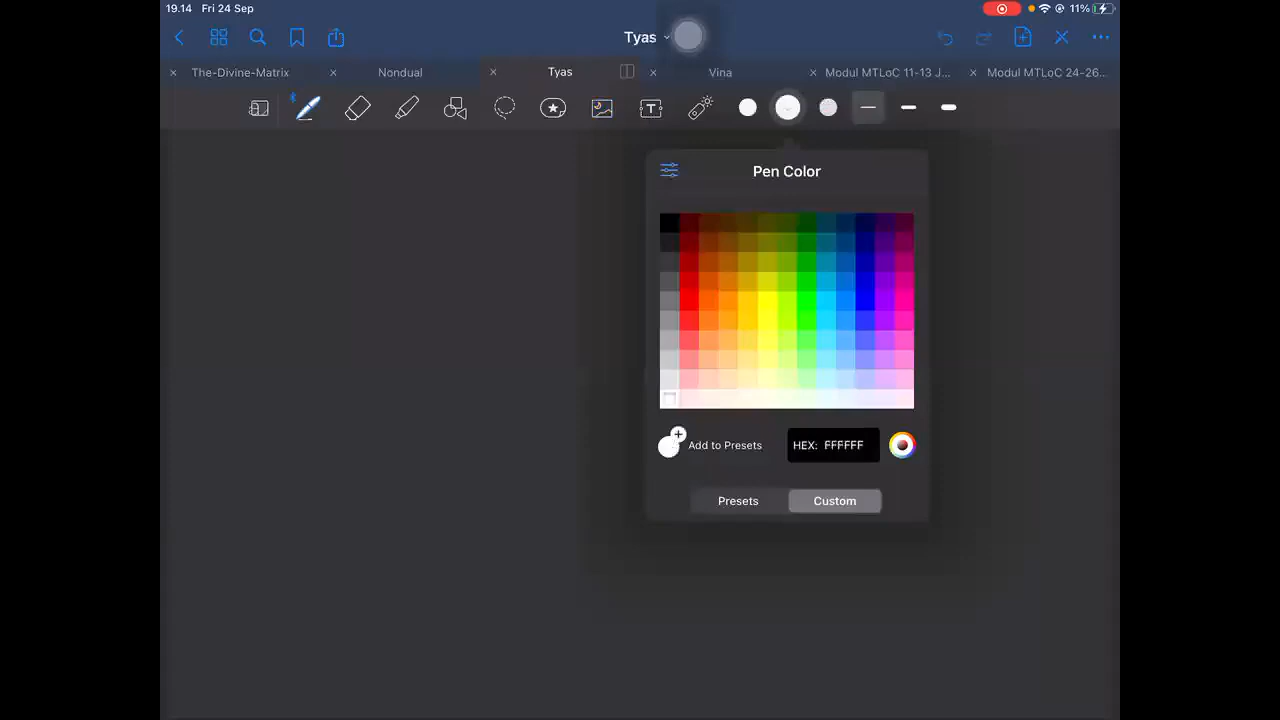 19.14 Fri 24 Sep 11%
Tyas
The-Divine-Matrix Nondual Tyas Vina Modul MTLoC 11-13 J... Modul MTLoC 24-26...
T
Pen Color
Add to Presets HEX: FFFFFF
Presets Custom